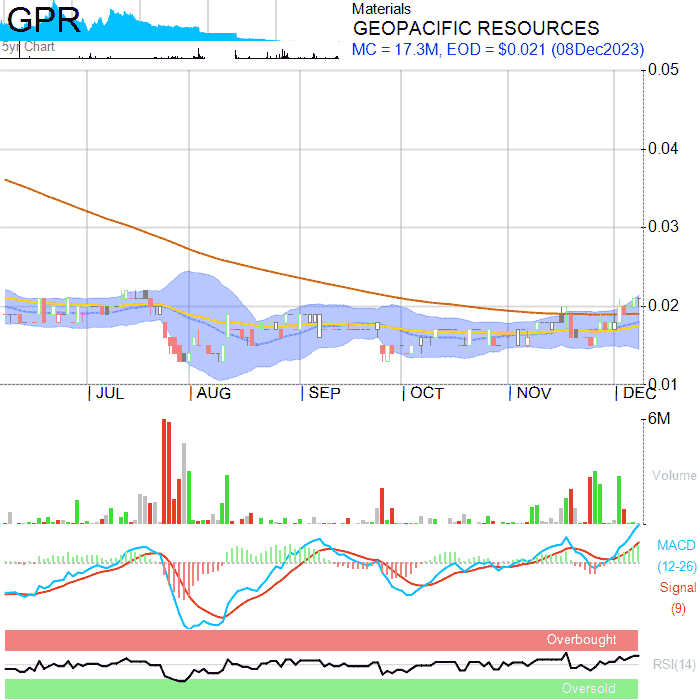 GPR
5yr Chart
Materials
GEOPACIFIC RESOURCES
MC = 17.3M, EOD = $0.021 (08Dec2023)
0.05
0.04
0.03
0.02
0.01
JUL AUG SEP OCT NOV DEC
6M
Volume
MACD
(12-26)
Signal
(9)
Overbought
RSI(14)
Oversold